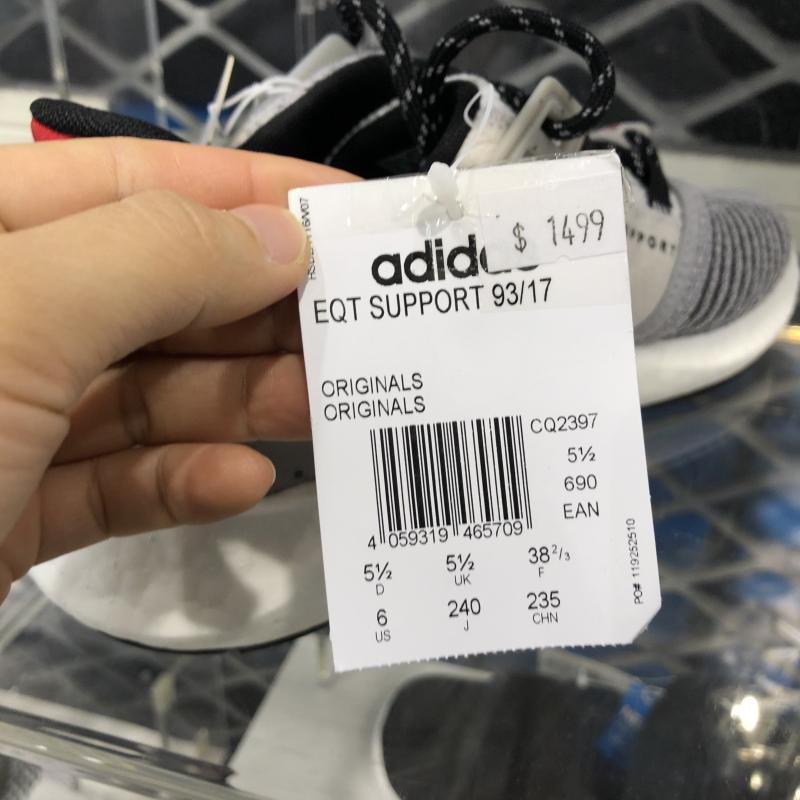 $ 1499
adidas
EQT SUPPORT 93/17
ORIGINALS
ORIGINALS
CQ2397
5½
690
EAN
4 059319 465709
5½ 5½ 38 2/3
D UK F
6 240 235
US J CHN
PO# 119252510